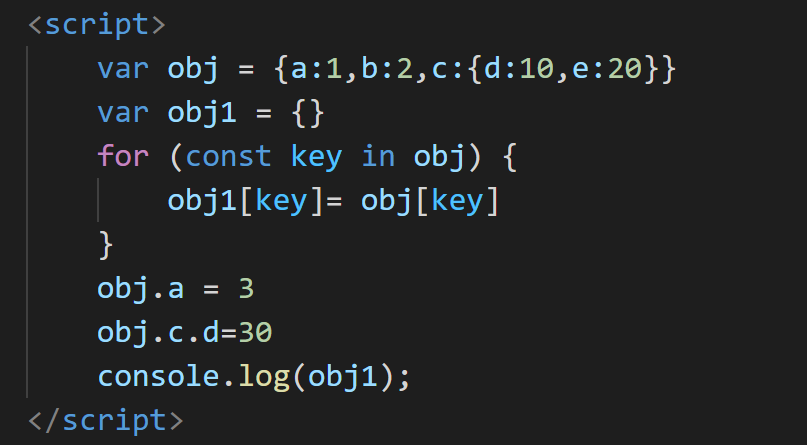 <script>
var obj = {a:1,b:2,c:{d:10,e:20}}
var obj1 = {}
for (const key in obj) {
obj1[key]= obj[key]
}
obj.a = 3
obj.c.d=30
console.log(obj1);
</script>